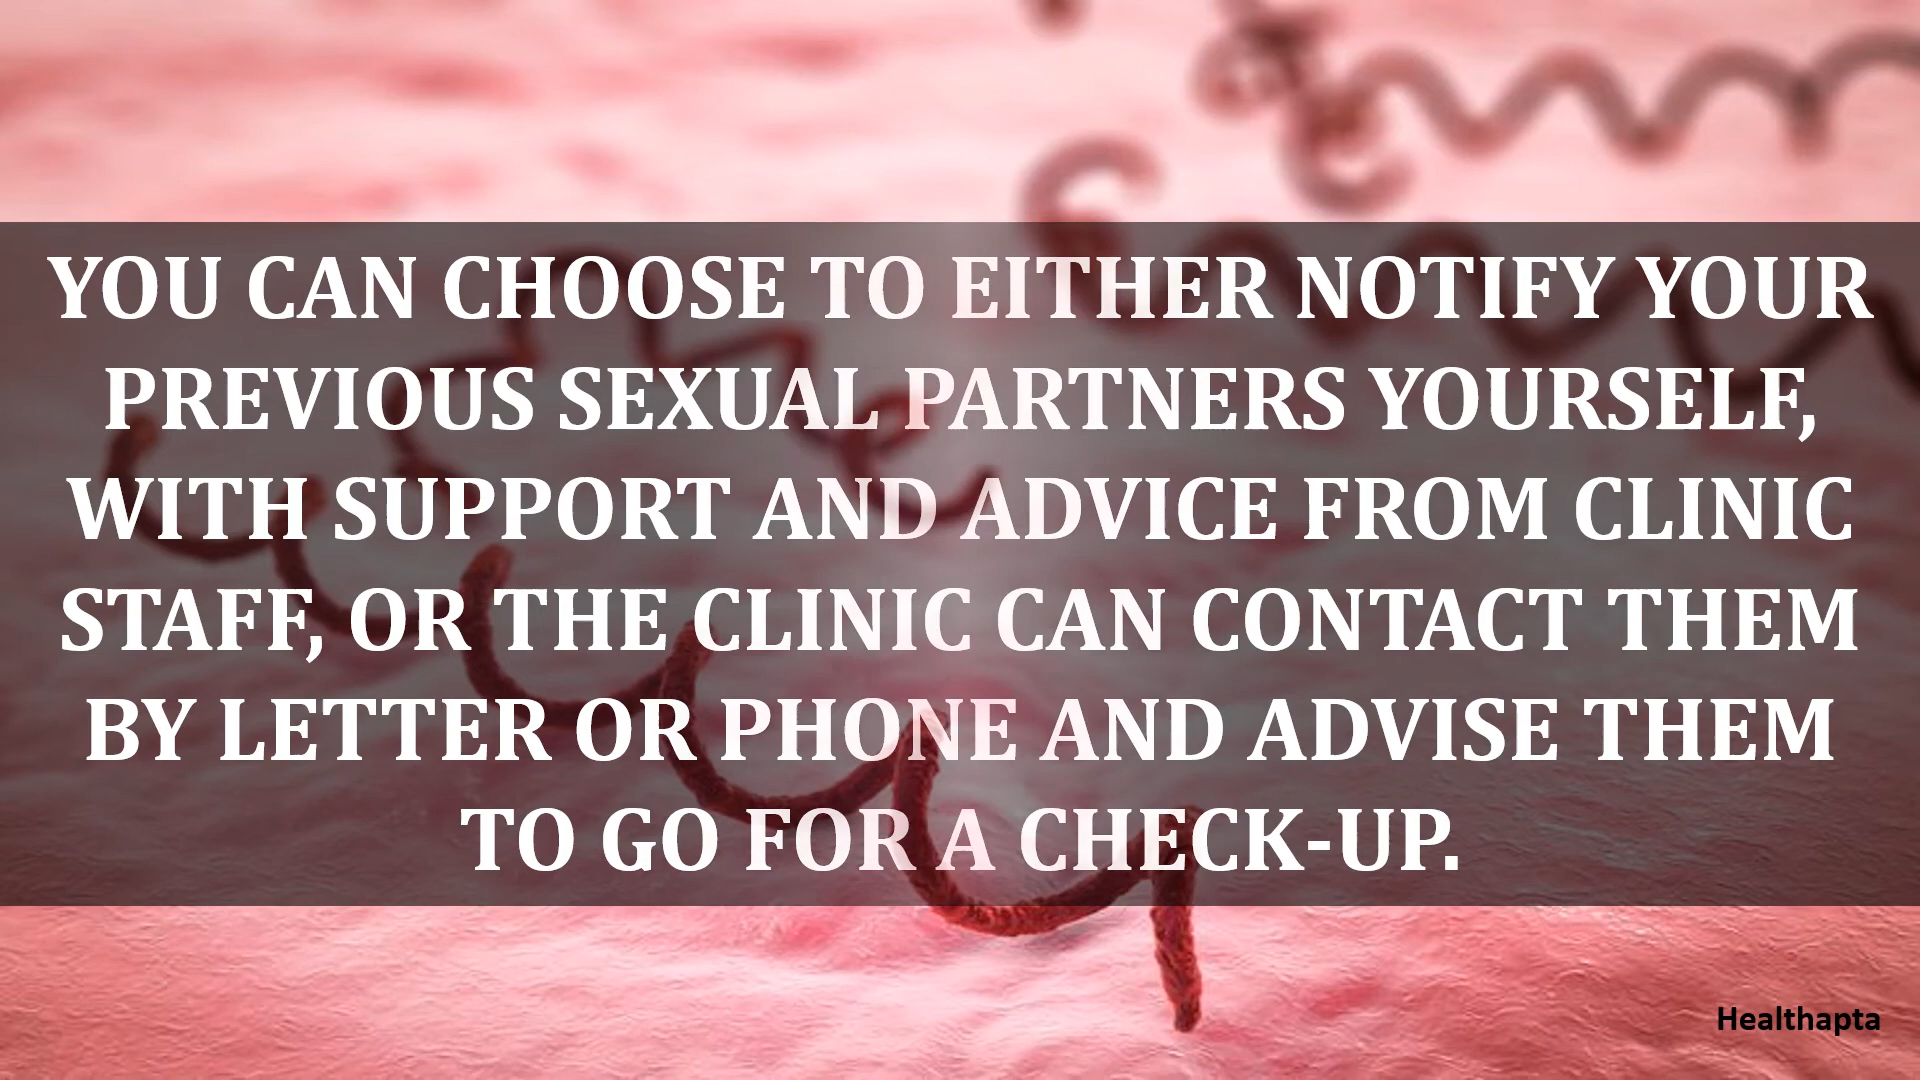 YOU CAN CHOOSE TO EITHER NOTIFY YOUR
PREVIOUS SEXUAL PARTNERS YOURSELF,
WITH SUPPORT AND ADVICE FROM CLINIC
STAFF, OR THE CLINIC CAN CONTACT THEM
BY LETTER OR PHONE AND ADVISE THEM
TO GO FOR A CHECK-UP.
Healthapta